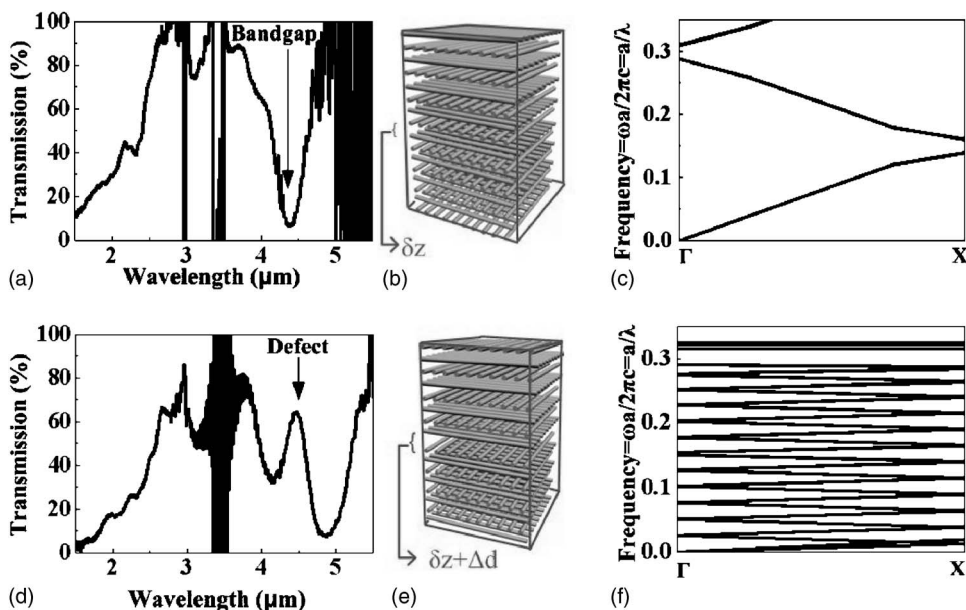 100
80
60
40
20
0
Transmission (%)
Bandgap
2 3 4 5
Wavelength (μm)
(a)
δz
(b)
0.3
0.2
0.1
0.0
Frequency=ωa/2πc=a/λ
Γ X
(c)
100
80
60
40
20
0
Transmission (%)
Defect
2 3 4 5
Wavelength (μm)
(d)
δz+Δd
(e)
0.3
0.2
0.1
0.0
Frequency=ωa/2πc=a/λ
Γ X
(f)